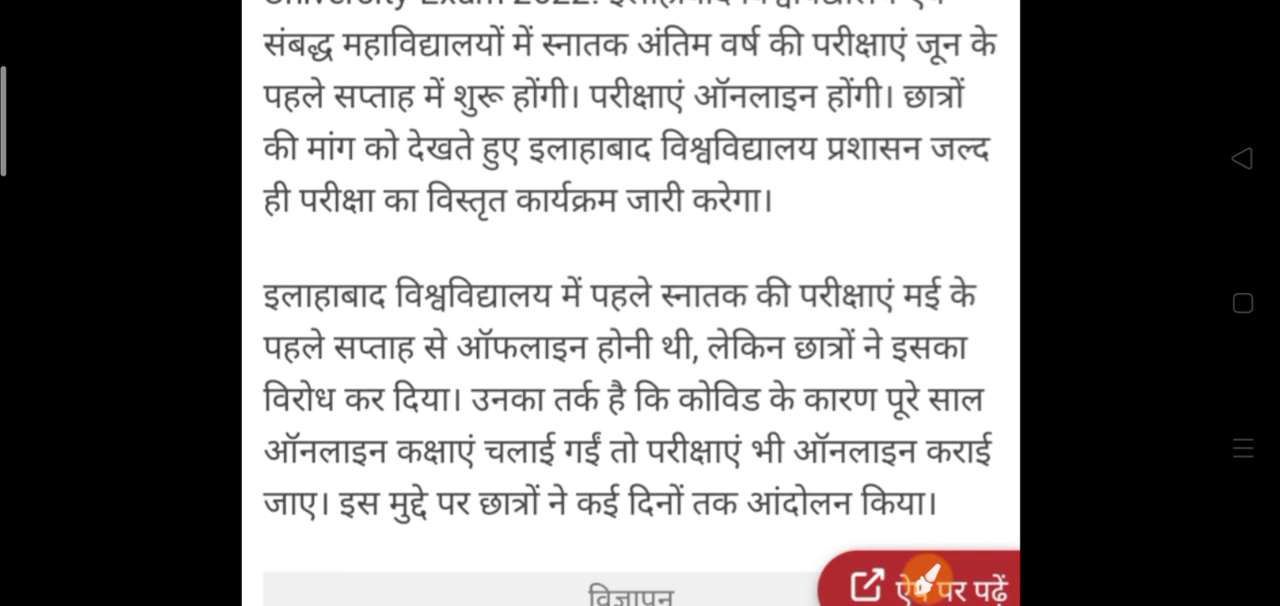 संबद्ध महाविद्यालयों में स्नातक अंतिम वर्ष की परीक्षाएं जून के
पहले सप्ताह में शुरू होंगी। परीक्षाएं ऑनलाइन होंगी। छात्रों
की मांग को देखते हुए इलाहाबाद विश्वविद्यालय प्रशासन जल्द
ही परीक्षा का विस्तृत कार्यक्रम जारी करेगा।
इलाहाबाद विश्वविद्यालय में पहले स्नातक की परीक्षाएं मई के
पहले सप्ताह से ऑफलाइन होनी थी, लेकिन छात्रों ने इसका
विरोध कर दिया। उनका तर्क है कि कोविड के कारण पूरे साल
ऑनलाइन कक्षाएं चलाई गईं तो परीक्षाएं भी ऑनलाइन कराई
जाए। इस मुद्दे पर छात्रों ने कई दिनों तक आंदोलन किया।
विज्ञापन
पर पढ़ें